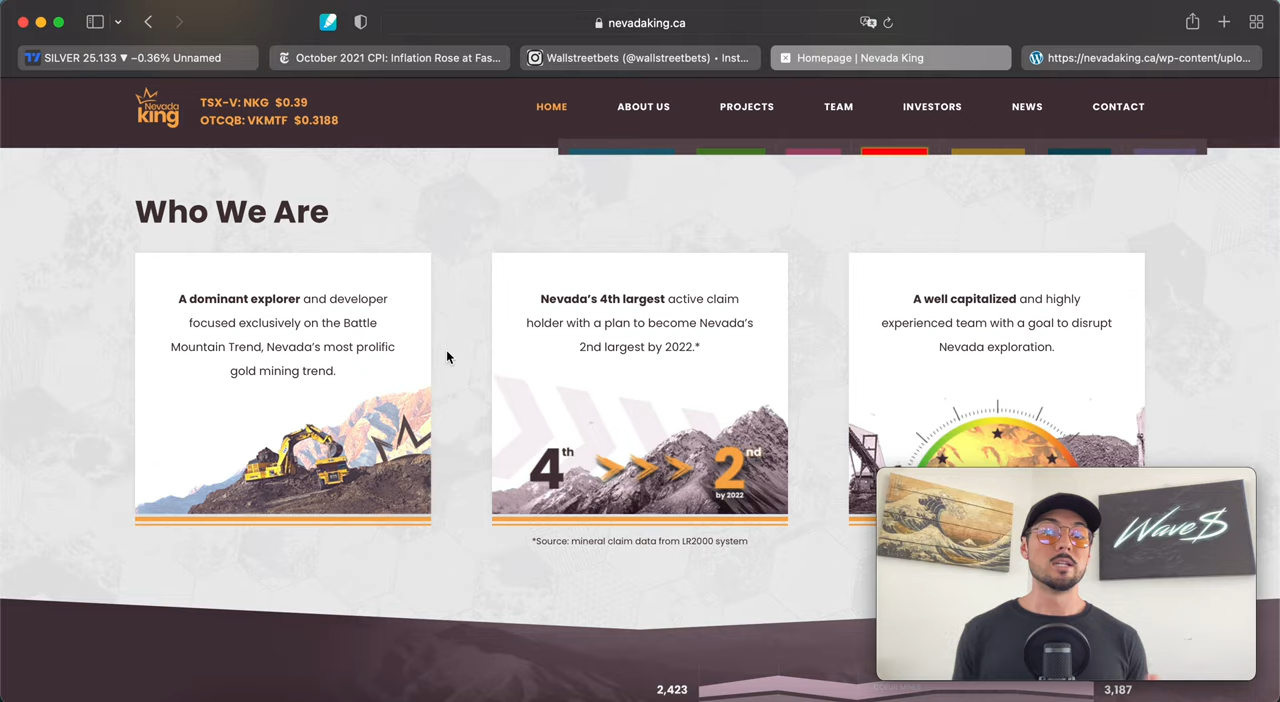 nevadaking.ca
SILVER 25.133 ▼ −0.36% Unnamed
October 2021 CPI: Inflation Rose at Fas...
Wallstreetbets (@wallstreetbets) • Inst...
Homepage | Nevada King
https://nevadaking.ca/wp-content/uplo...
Nevada
king
TSX-V: NKG $0.39
OTCQB: VKMTF $0.3188
HOME
ABOUT US
PROJECTS
TEAM
INVESTORS
NEWS
CONTACT
Who We Are
A dominant explorer and developer
focused exclusively on the Battle
Mountain Trend, Nevada's most prolific
gold mining trend.
4th >>> 2nd
by 2022
Nevada's 4th largest active claim
holder with a plan to become Nevada's
2nd largest by 2022.*
*Source: mineral claim data from LR2000 system
A well capitalized and highly
experienced team with a goal to disrupt
Nevada exploration.
Wave$
2,423
3,187